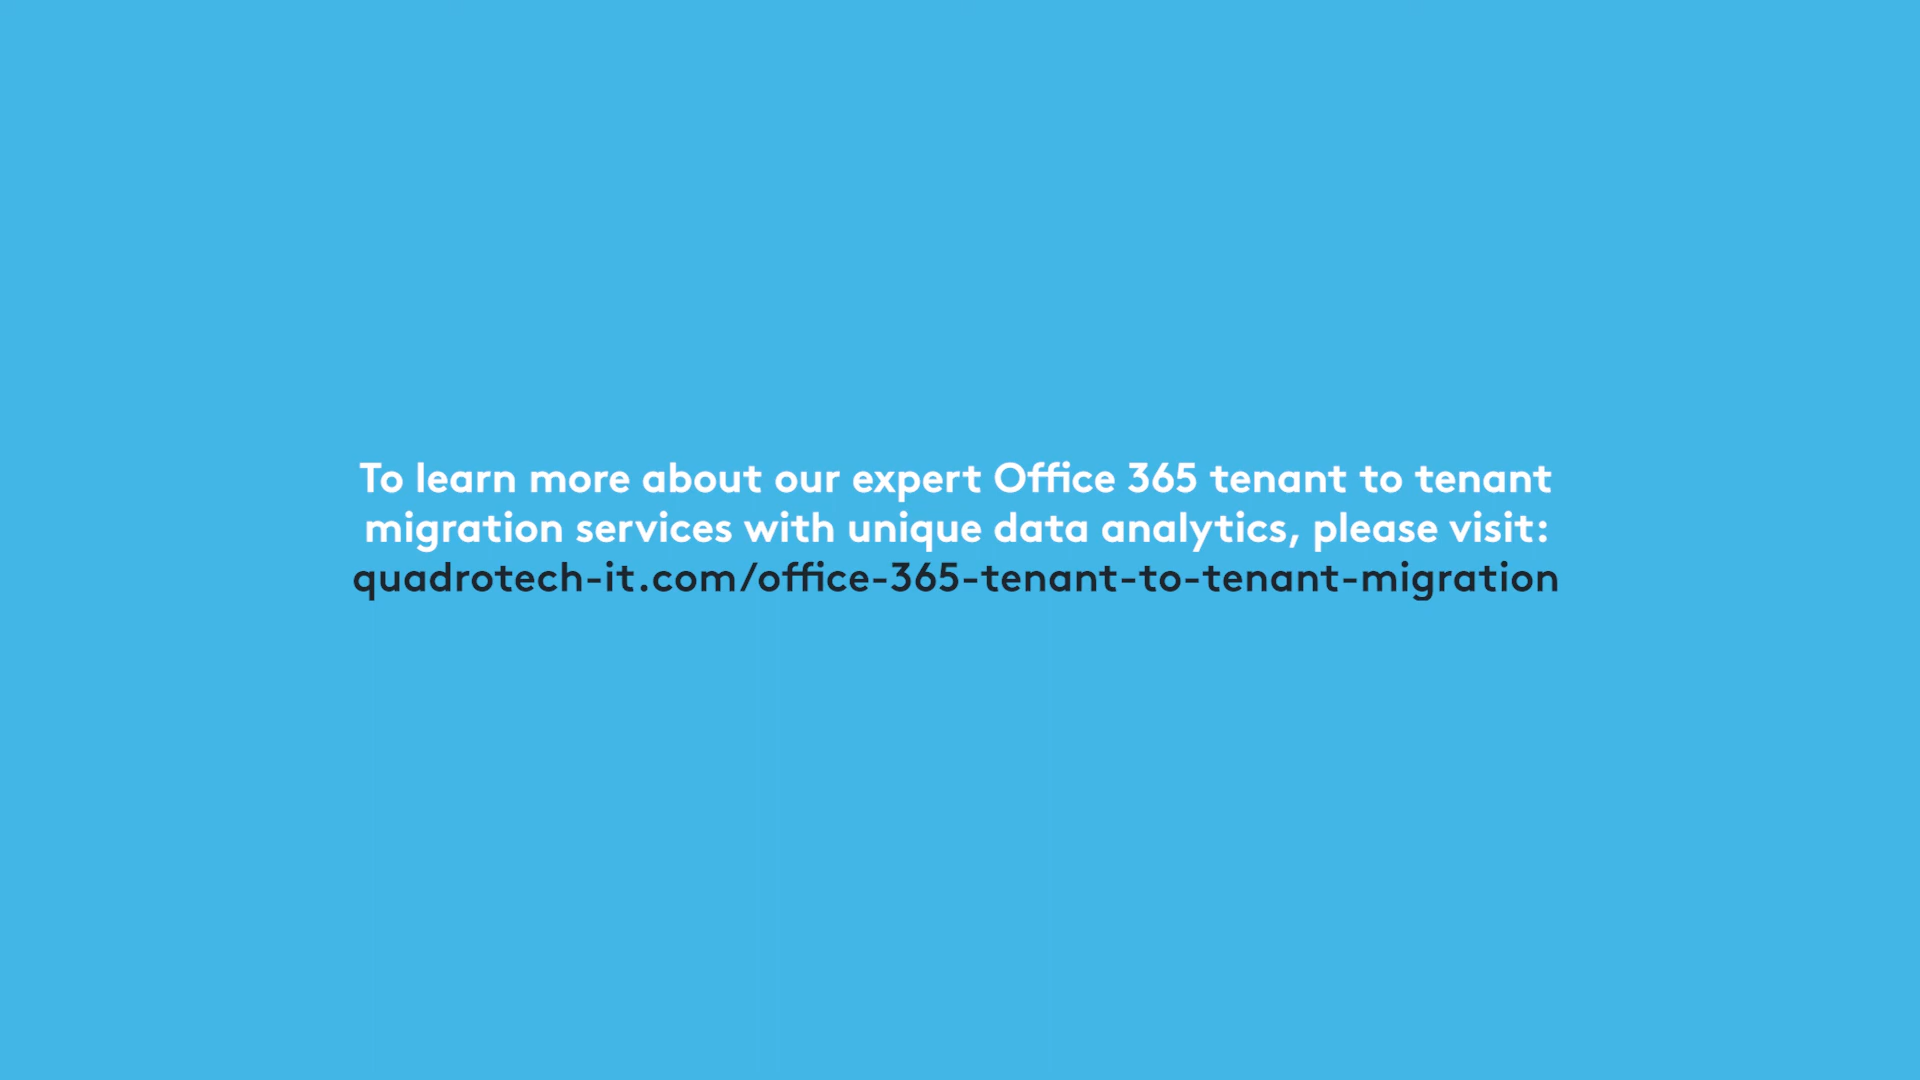 To learn more about our expert Office 365 tenant to tenant
migration services with unique data analytics, please visit:
quadrotech-it.com/office-365-tenant-to-tenant-migration